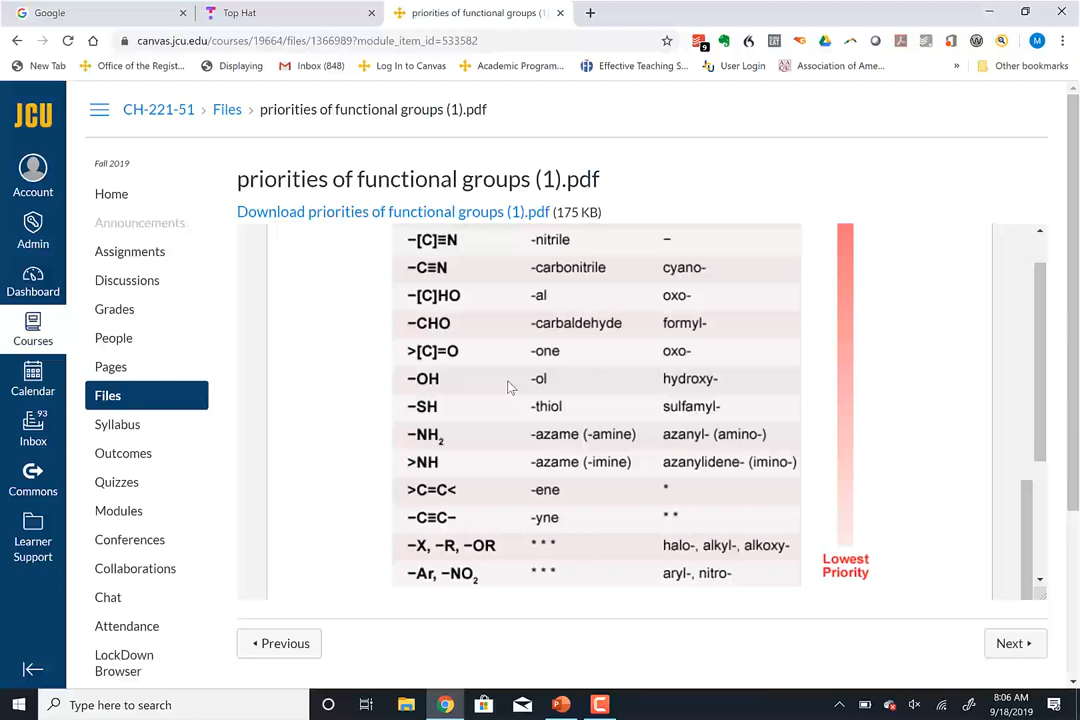 Google
Top Hat
priorities of functional groups (1)
canvas.jcu.edu/courses/19664/files/1366989?module_item_id=533582
9
M
New Tab
Office of the Regist...
Displaying
Inbox (848)
Log In to Canvas
Academic Program...
Effective Teaching S...
User Login
Association of Ame...
»
Other bookmarks
JCU
CH-221-51 › Files › priorities of functional groups (1).pdf
Account
Admin
Dashboard
Courses
Calendar
93
Inbox
Commons
Learner
Support
Fall 2019
Home
Announcements
Assignments
Discussions
Grades
People
Pages
Files
Syllabus
Outcomes
Quizzes
Modules
Conferences
Collaborations
Chat
Attendance
LockDown
Browser
priorities of functional groups (1).pdf
Download priorities of functional groups (1).pdf (175 KB)
−[C]≡N -nitrile −
−C≡N -carbonitrile cyano-
−[C]HO -al oxo-
−CHO -carbaldehyde formyl-
>[C]=O -one oxo-
−OH -ol hydroxy-
−SH -thiol sulfamyl-
−NH₂ -azame (-amine) azanyl- (amino-)
>NH -azame (-imine) azanylidene- (imino-)
>C=C< -ene *
−C≡C− -yne * *
−X, −R, −OR * * * halo-, alkyl-, alkoxy-
−Ar, −NO₂ * * * aryl-, nitro-
Lowest
Priority
Previous
Next
Type here to search
8:06 AM
9/18/2019